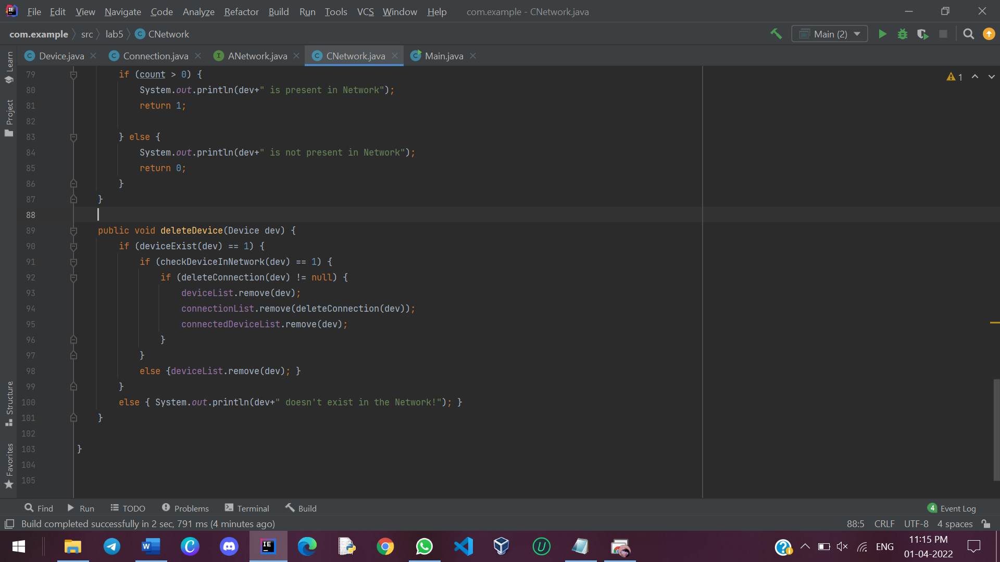 File Edit View Navigate Code Analyze Refactor Build Run Tools VCS Window Help com.example - CNetwork.java
com.example src lab5 CNetwork Main (2)
Device.java Connection.java ANetwork.java CNetwork.java Main.java
Learn
Project
Structure
Favorites
1
79 if (count > 0) {
80 System.out.println(dev+" is present in Network");
81 return 1;
82
83 } else {
84 System.out.println(dev+" is not present in Network");
85 return 0;
86 }
87 }
88
89 public void deleteDevice(Device dev) {
90 if (deviceExist(dev) == 1) {
91 if (checkDeviceInNetwork(dev) == 1) {
92 if (deleteConnection(dev) != null) {
93 deviceList.remove(dev);
94 connectionList.remove(deleteConnection(dev));
95 connectedDeviceList.remove(dev);
96 }
97 }
98 else {deviceList.remove(dev); }
99 }
100 else { System.out.println(dev+" doesn't exist in the Network!"); }
101 }
102
103 }
104
105
Find Run TODO Problems Terminal Build 4 Event Log
Build completed successfully in 2 sec, 791 ms (4 minutes ago) 88:5 CRLF UTF-8 4 spaces
ENG 11:15 PM
01-04-2022